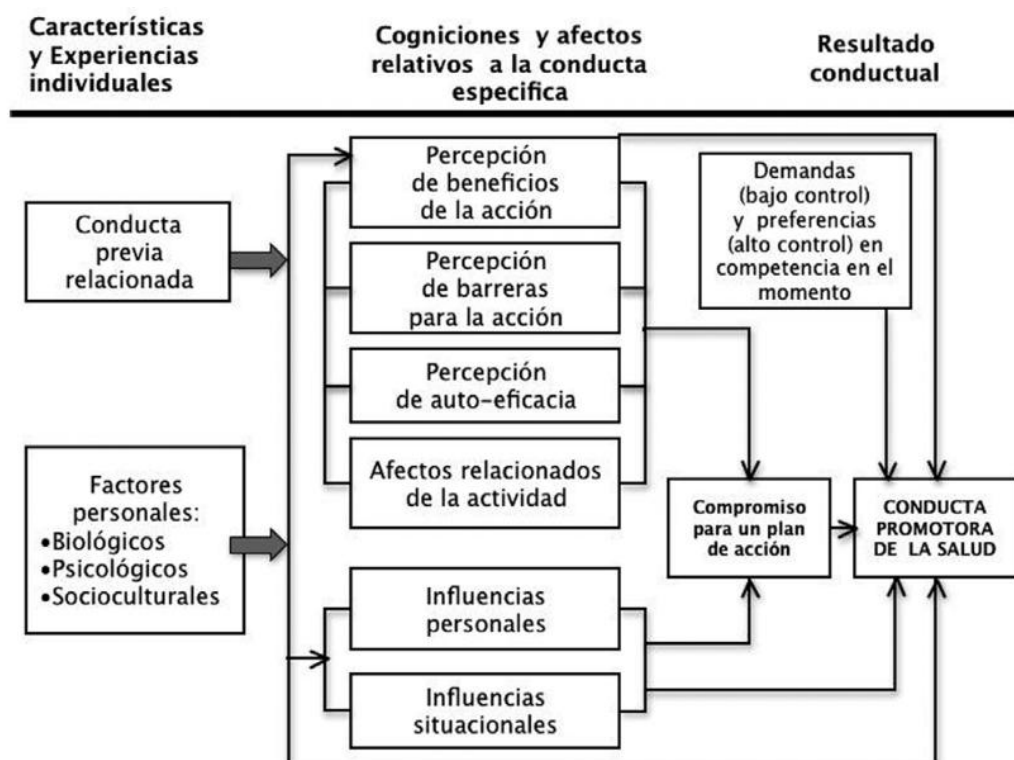 Características
y Experiencias
individuales
Cogniciones y afectos
relativos a la conducta
especifica
Resultado
conductual
Conducta
previa
relacionada
Factores
personales:
•Biológicos
•Psicológicos
•Socioculturales
Percepción
de beneficios
de la acción
Percepción
de barreras
para la acción
Percepción
de auto-eficacia
Afectos relacionados
de la actividad
Influencias
personales
Influencias
situacionales
Demandas
(bajo control)
y preferencias
(alto control) en
competencia en el
momento
Compromiso
para un plan
de acción
CONDUCTA
PROMOTORA
DE LA SALUD